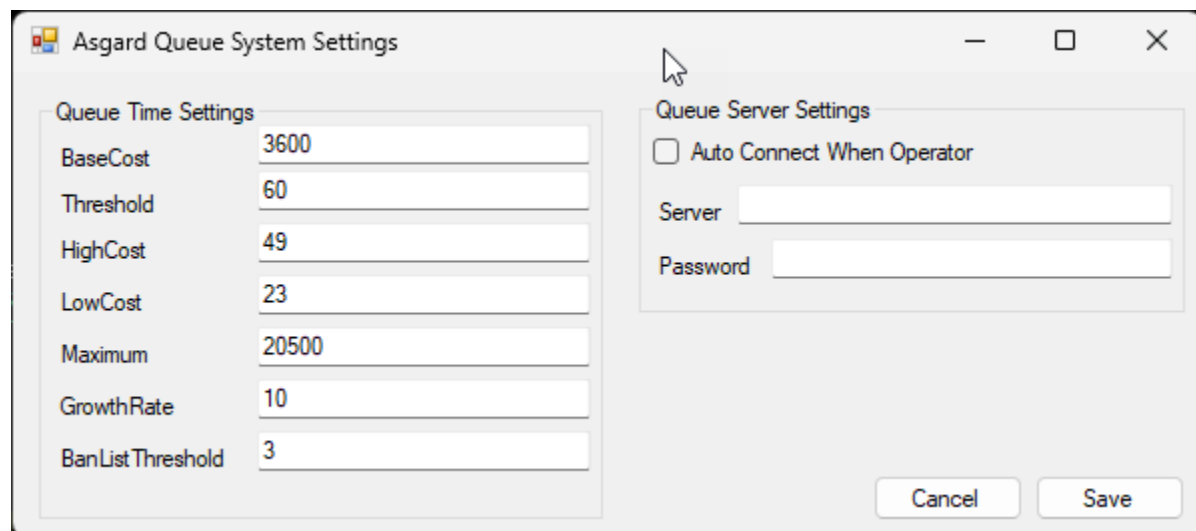 Asgard Queue System Settings
Queue Time Settings
BaseCost 3600
Threshold 60
HighCost 49
LowCost 23
Maximum 20500
GrowthRate 10
BanListThreshold 3
Queue Server Settings
Auto Connect When Operator
Server
Password
Cancel Save